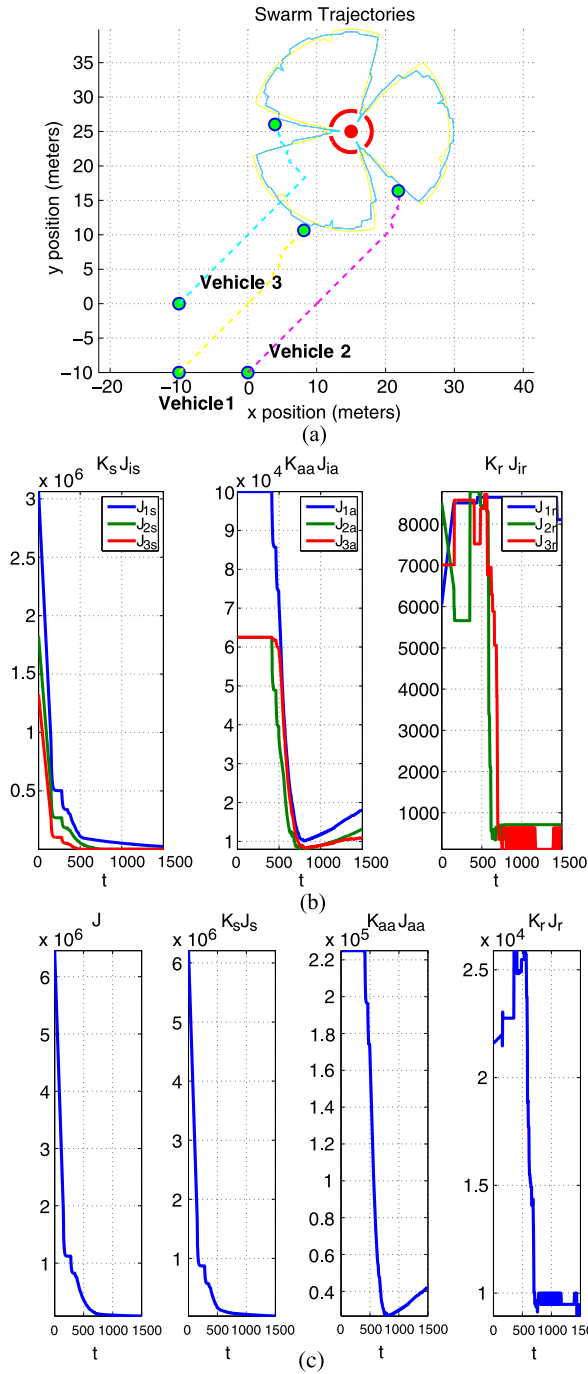 Swarm Trajectories
40
35
30
25
20
15
10
5
0
−5
−10
y position (meters)
Vehicle 3
Vehicle 2
Vehicle1
−20
−10
0
10
20
30
40
x position (meters)
(a)
K_s J_is
K_aa J_ia
K_r J_ir
x 10^6
x 10^4
3
2.5
2
1.5
1
0.5
J_1s
J_2s
J_3s
0
500
1000
1500
t
10
9
8
7
6
5
4
3
2
1
J_1a
J_2a
J_3a
0
500
1000
1500
t
8000
7000
6000
5000
4000
3000
2000
1000
J_1r
J_2r
J_3r
0
500
1000
1500
t
(b)
J
K_s J_s
K_aa J_aa
K_r J_r
x 10^6
x 10^6
x 10^5
x 10^4
6
5
4
3
2
1
0
500
1000
1500
t
6
5
4
3
2
1
0
500
1000
1500
t
2.2
2
1.8
1.6
1.4
1.2
1
0.8
0.6
0.4
0
500
1000
1500
t
2.5
2
1.5
1
0
500
1000
1500
t
(c)